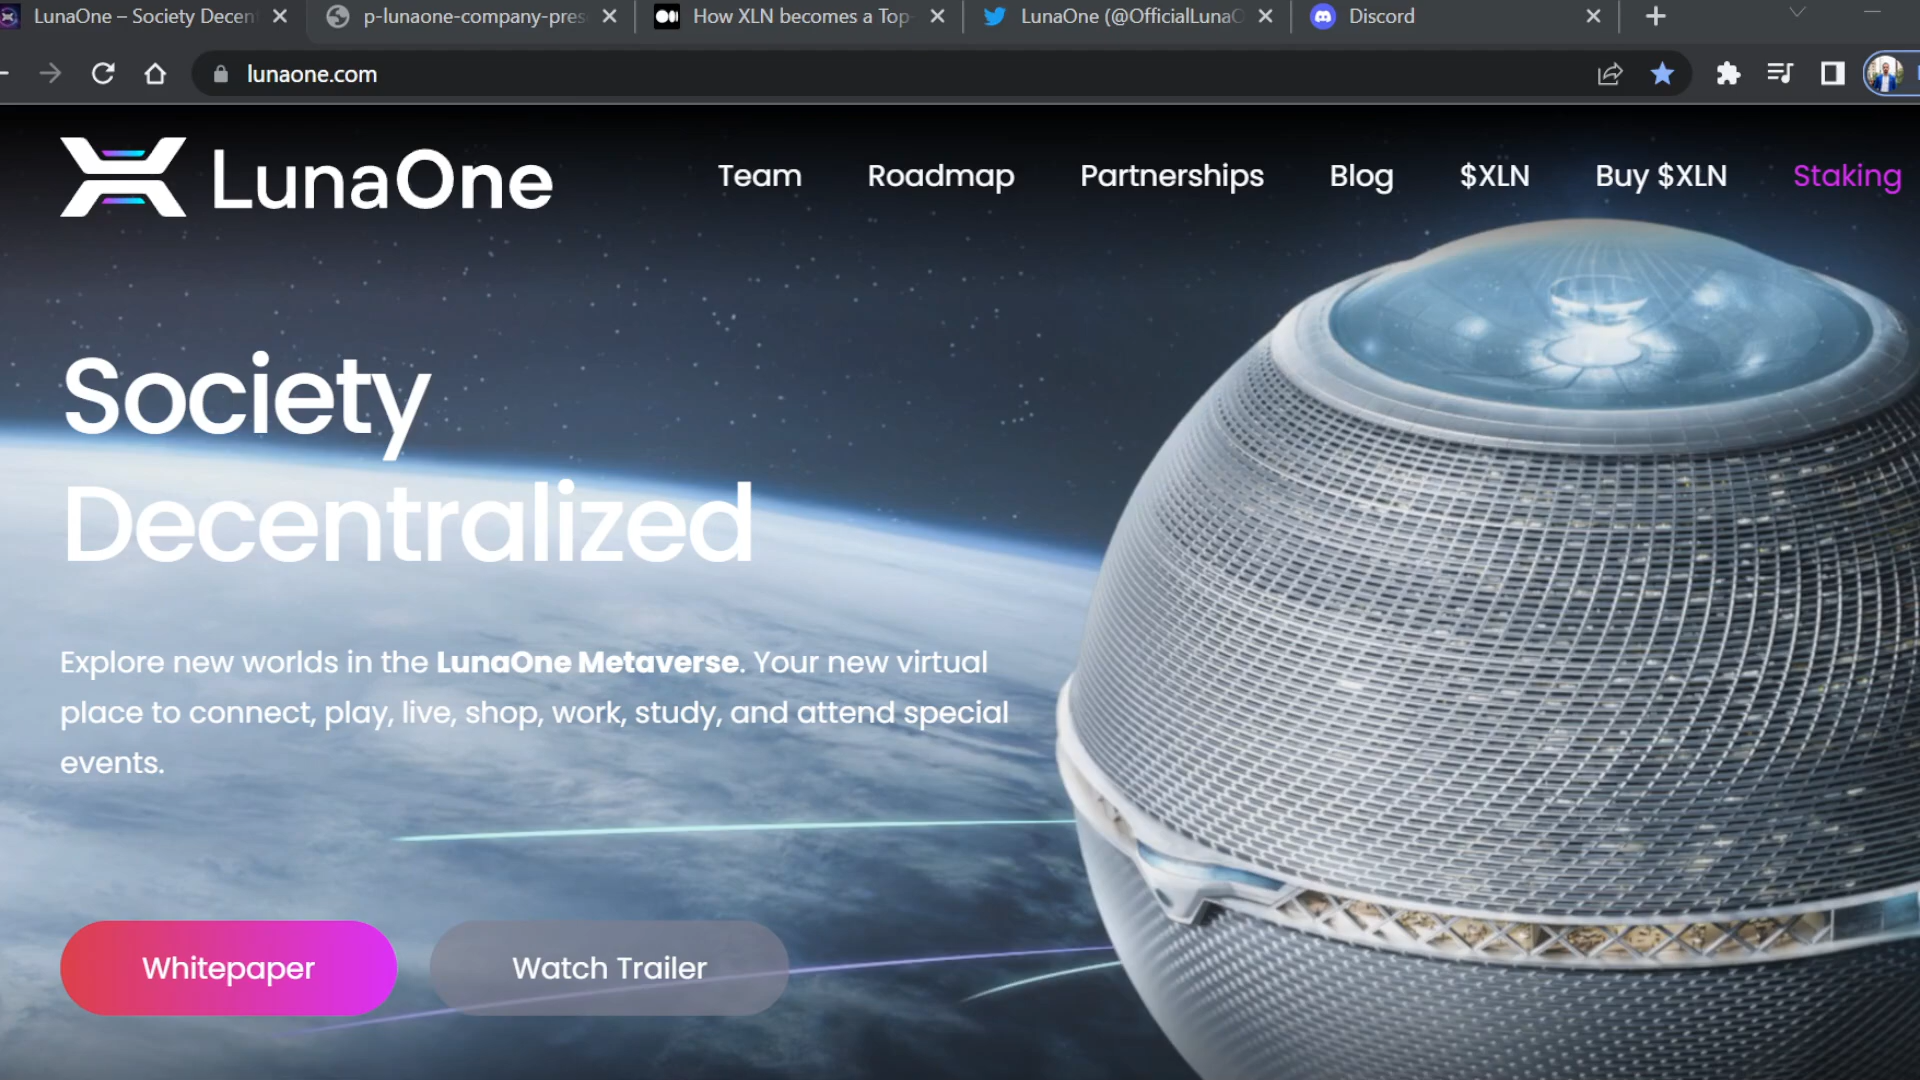 LunaOne – Society Decen
p-lunaone-company-pres
How XLN becomes a Top-
LunaOne (@OfficialLunaO
Discord
lunaone.com
LunaOne
Team
Roadmap
Partnerships
Blog
$XLN
Buy $XLN
Staking
Society
Decentralized
Explore new worlds in the LunaOne Metaverse. Your new virtual
place to connect, play, live, shop, work, study, and attend special
events.
Whitepaper
Watch Trailer